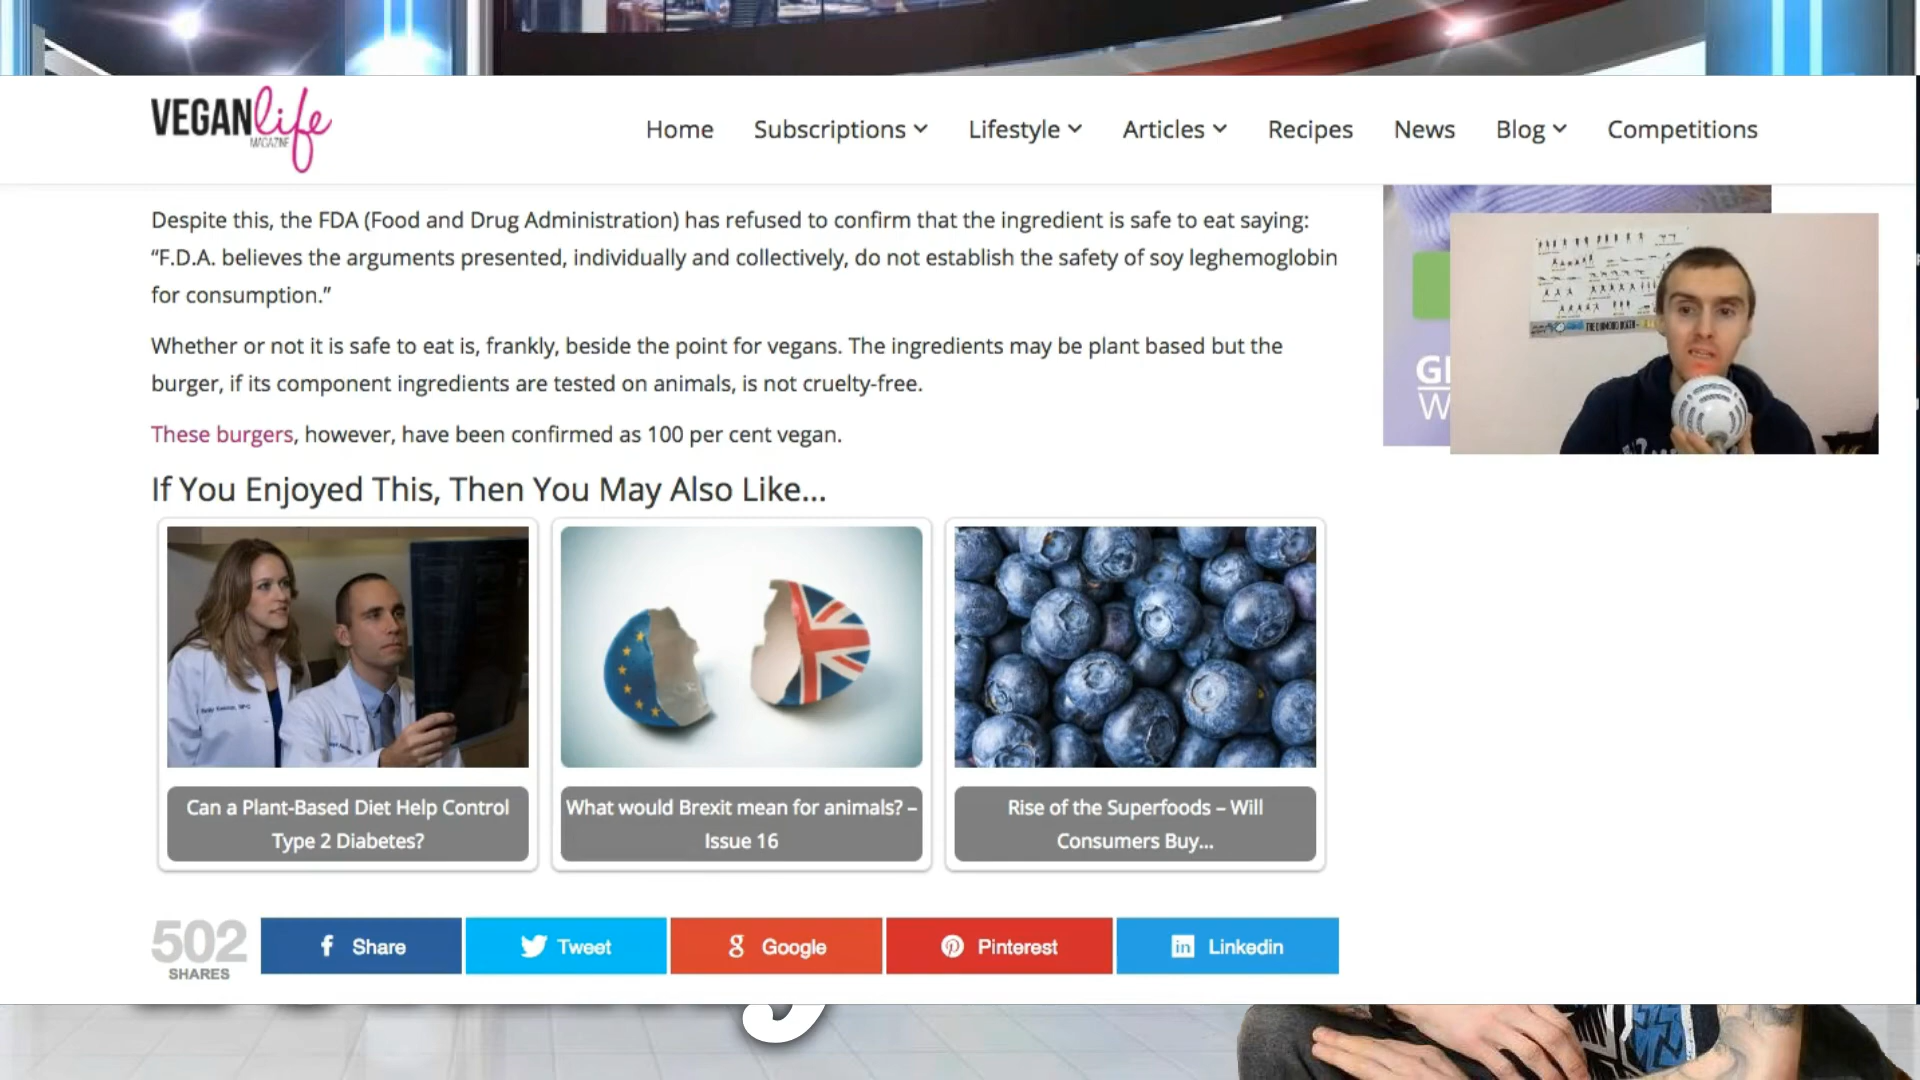 VEGANlife
MAGAZINE
Home
Subscriptions
Lifestyle
Articles
Recipes
News
Blog
Competitions
Despite this, the FDA (Food and Drug Administration) has refused to confirm that the ingredient is safe to eat saying:
“F.D.A. believes the arguments presented, individually and collectively, do not establish the safety of soy leghemoglobin
for consumption.”
Whether or not it is safe to eat is, frankly, beside the point for vegans. The ingredients may be plant based but the
burger, if its component ingredients are tested on animals, is not cruelty-free.
These burgers, however, have been confirmed as 100 per cent vegan.
If You Enjoyed This, Then You May Also Like...
Can a Plant-Based Diet Help Control
Type 2 Diabetes?
What would Brexit mean for animals? –
Issue 16
Rise of the Superfoods – Will
Consumers Buy...
502
SHARES
Share
Tweet
Google
Pinterest
Linkedin